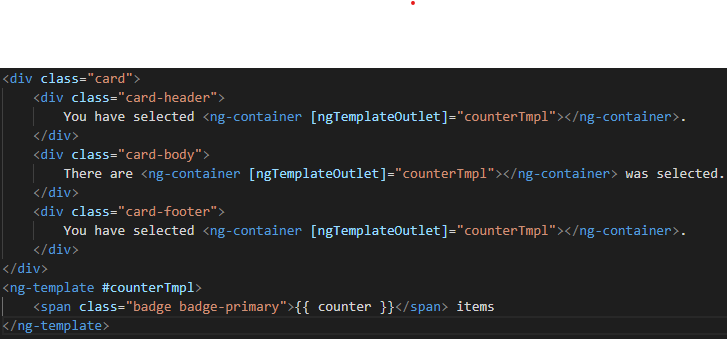 <div class="card">
<div class="card-header">
You have selected <ng-container [ngTemplateOutlet]="counterTmpl"></ng-container>.
</div>
<div class="card-body">
There are <ng-container [ngTemplateOutlet]="counterTmpl"></ng-container> was selected.
</div>
<div class="card-footer">
You have selected <ng-container [ngTemplateOutlet]="counterTmpl"></ng-container>.
</div>
</div>
<ng-template #counterTmpl>
<span class="badge badge-primary">{{ counter }}</span> items
</ng-template>